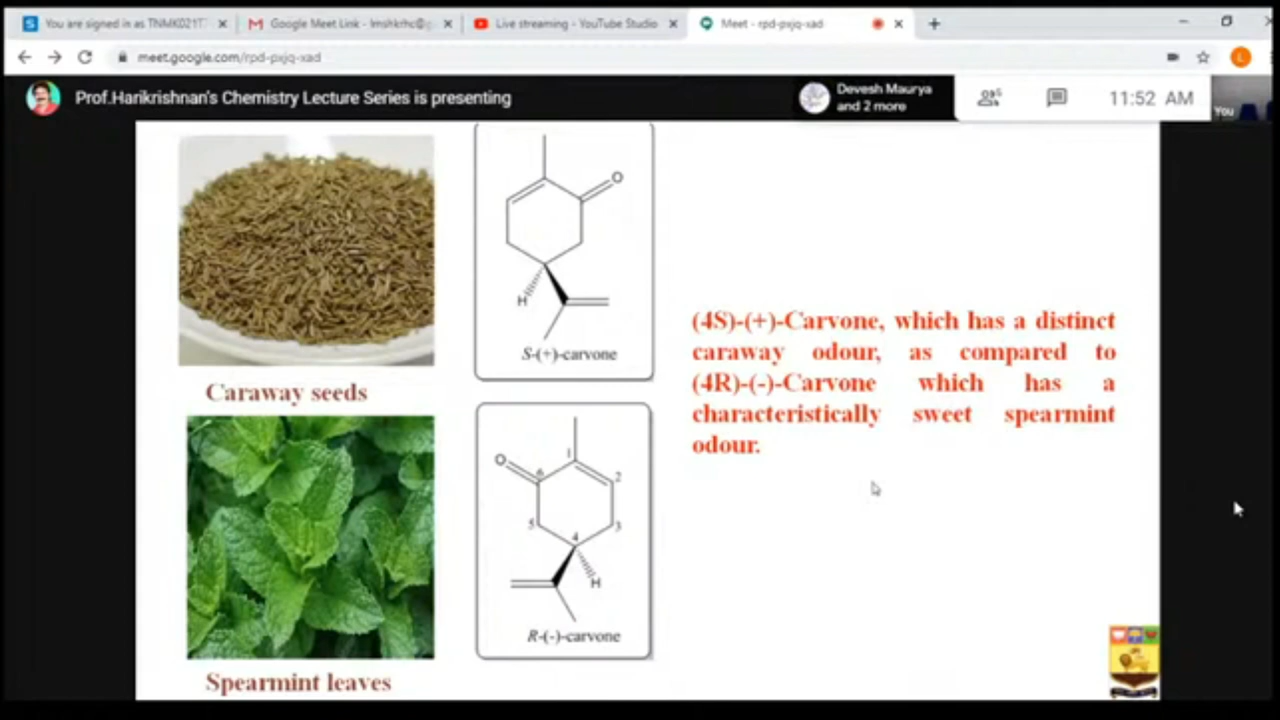 You are signed in as TNMK021T
Google Meet Link - lmshkrhc@g
Live streaming - YouTube Studio
Meet - rpd-pxjq-xad
meet.google.com/rpd-pxjq-xad
L
Prof.Harikrishnan's Chemistry Lecture Series is presenting
Devesh Maurya
and 2 more
6
11:52 AM
You
O
H
S-(+)-carvone
Caraway seeds
(4S)-(+)-Carvone, which has a distinct
caraway odour, as compared to
(4R)-(-)-Carvone which has a
characteristically sweet spearmint
odour.
O
1
6
2
5
3
4
H
R-(-)-carvone
Spearmint leaves